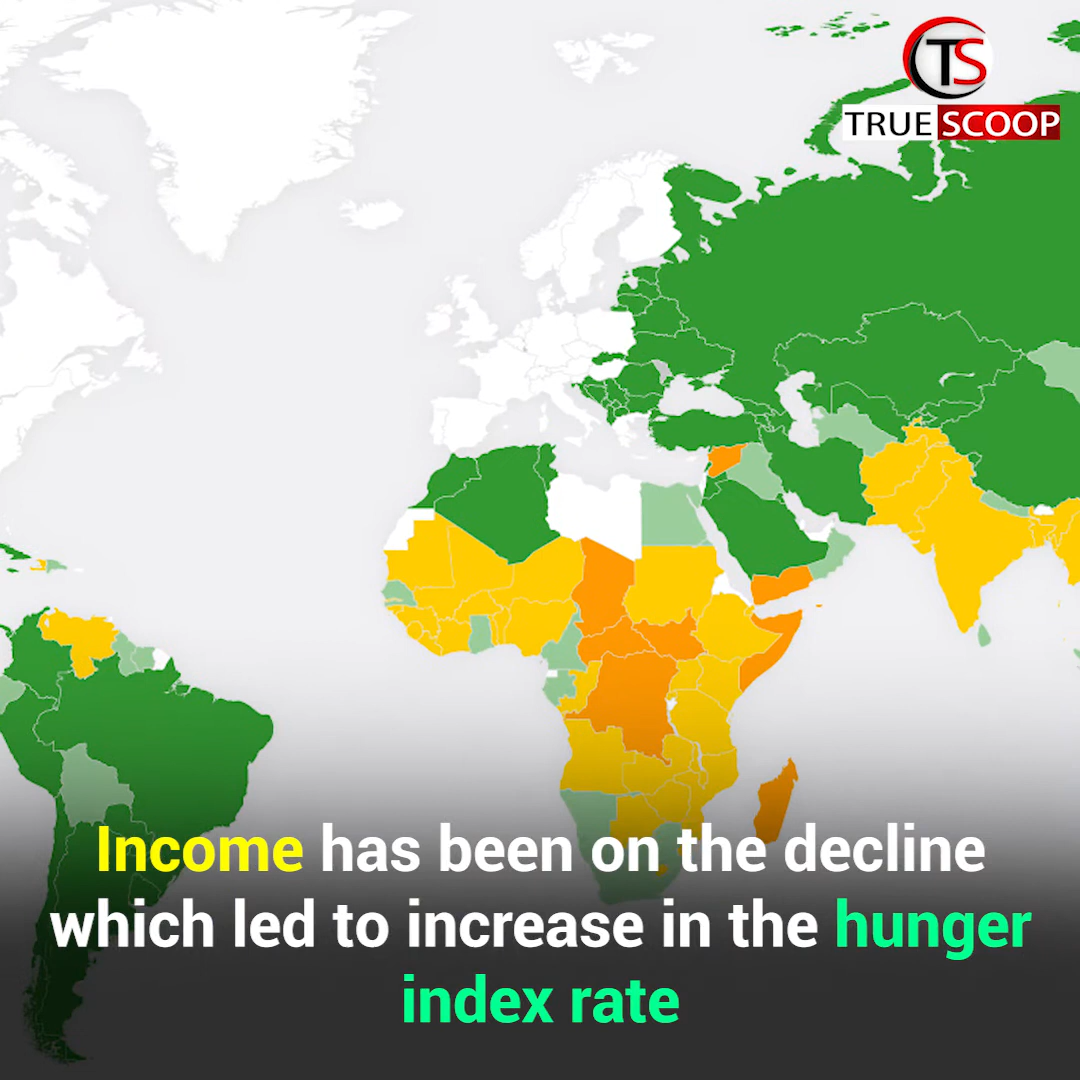 TS
TRUE SCOOP
Income has been on the decline
which led to increase in the hunger
index rate